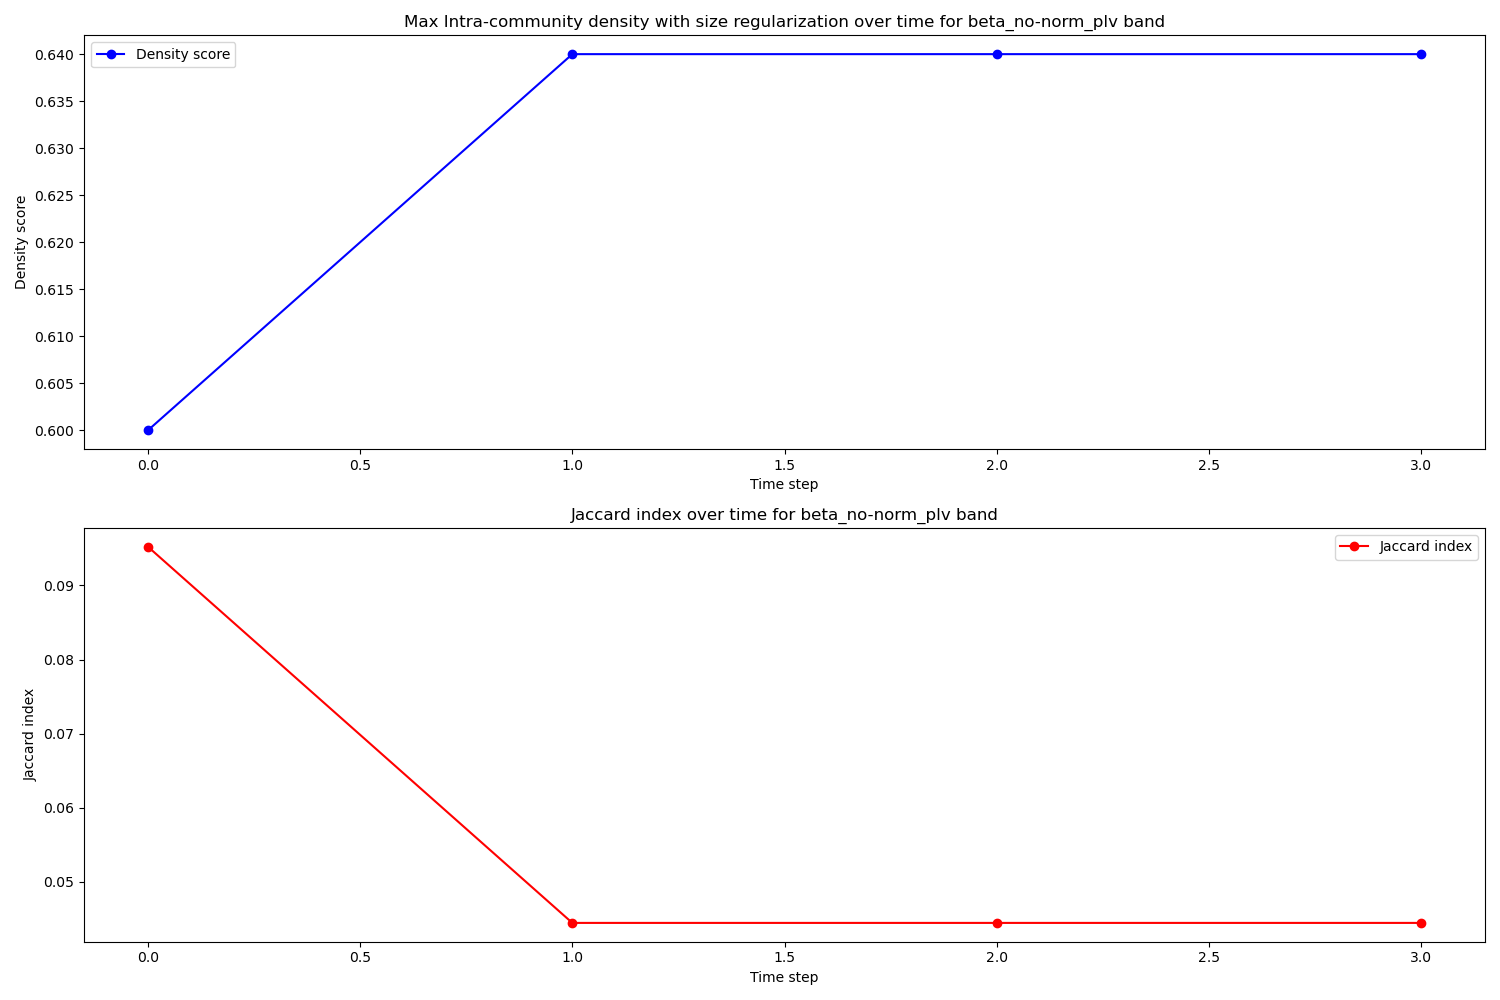 Max Intra-community density with size regularization over time for beta_no-norm_plv band
Density score
0.640
0.635
0.630
0.625
0.620
0.615
0.610
0.605
0.600
Density score
0.0 0.5 1.0 1.5 2.0 2.5 3.0
Time step
Jaccard index over time for beta_no-norm_plv band
Jaccard index
0.09
0.08
0.07
0.06
0.05
Jaccard index
0.0 0.5 1.0 1.5 2.0 2.5 3.0
Time step